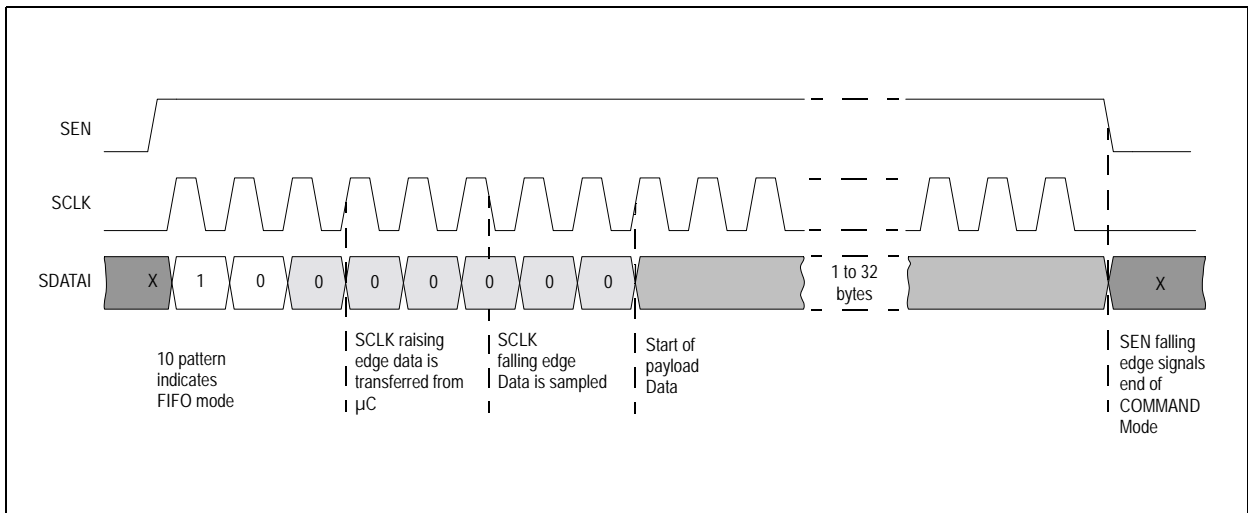 SEN
SCLK
SDATAI
X 1 0 0 0 0 0 0 0
1 to 32
bytes
X
10 pattern
indicates
FIFO mode
SCLK raising
edge data is
transferred from
µC
SCLK
falling edge
Data is sampled
Start of
payload
Data
SEN falling
edge signals
end of
COMMAND
Mode